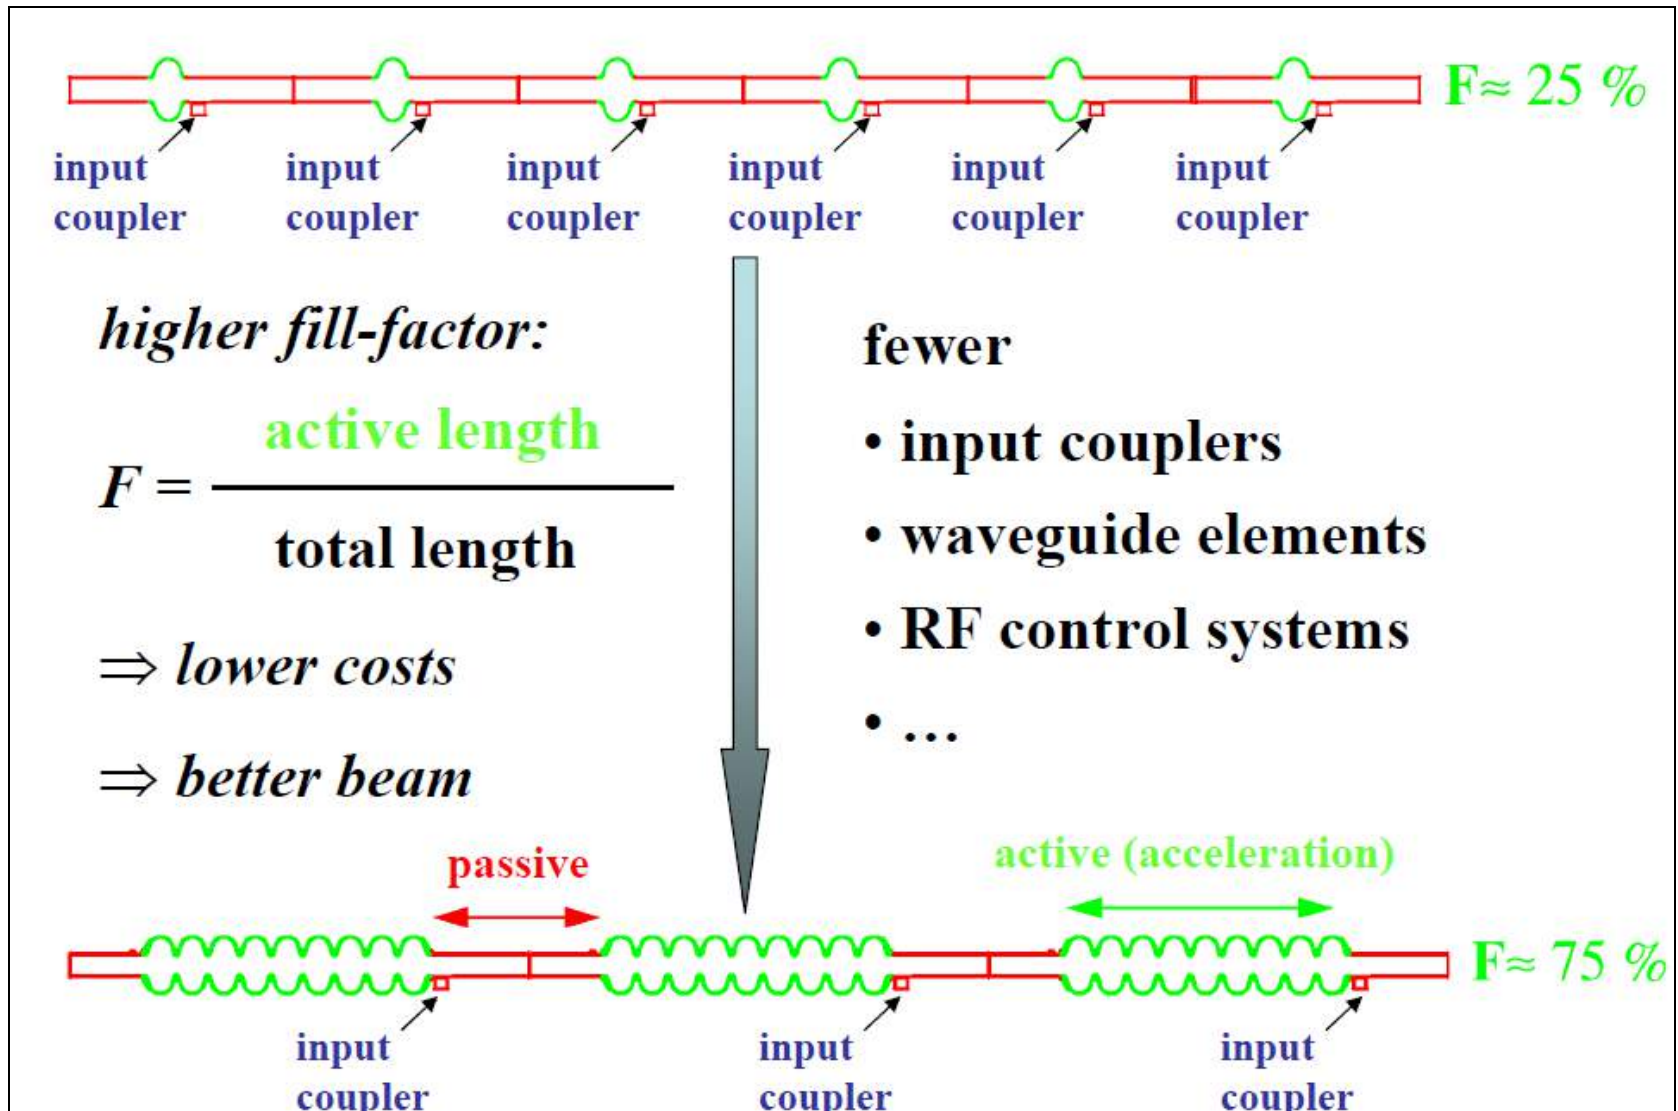 F≈ 25 %
input coupler
input coupler
input coupler
input coupler
input coupler
input coupler
higher fill-factor:
F = active length
total length
⇒ lower costs
⇒ better beam
fewer
• input couplers
• waveguide elements
• RF control systems
• ...
passive
active (acceleration)
F≈ 75 %
input coupler
input coupler
input coupler